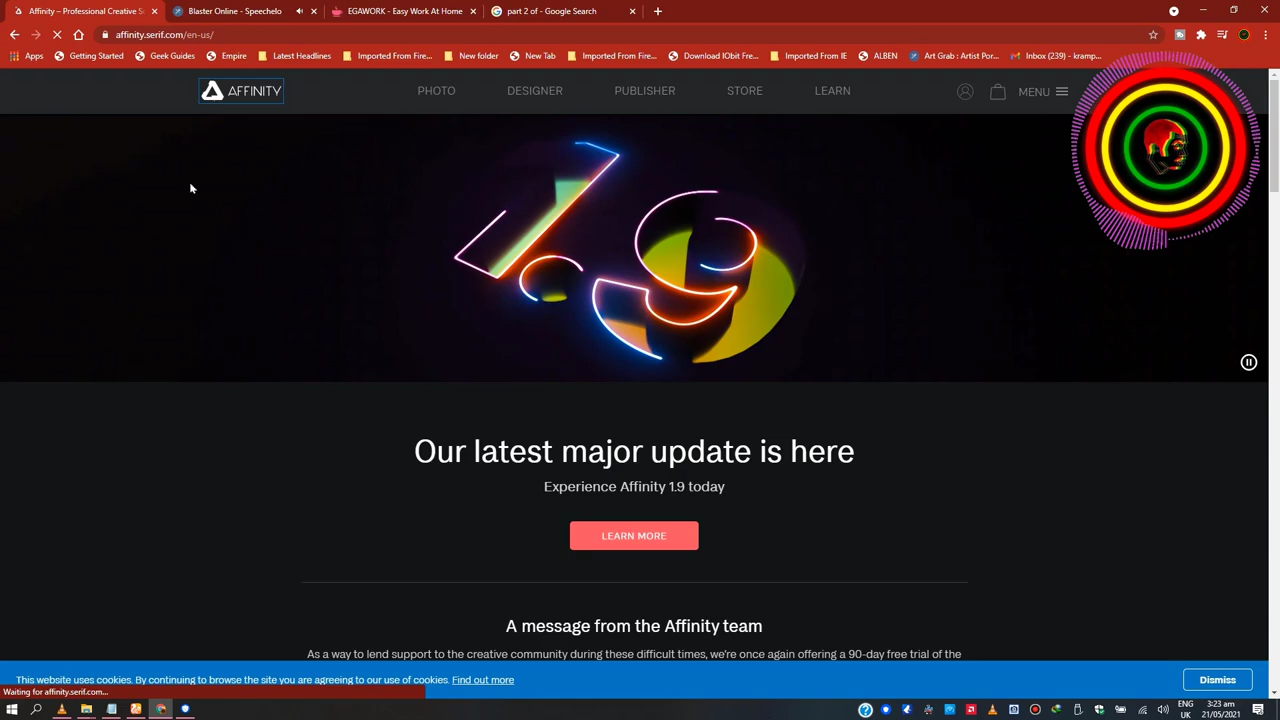 Affinity – Professional Creative S
Blaster Online - Speechelo
EGAWORK - Easy Work At Home
part 2 of - Google Search
affinity.serif.com/en-us/
Apps
Getting Started
Geek Guides
Empire
Latest Headlines
Imported From Fire...
New folder
New Tab
Imported From Fire...
Download IObit Fre...
Imported From IE
ALBEN
Art Grab : Artist Por...
Inbox (239) - kramp...
AFFINITY
PHOTO
DESIGNER
PUBLISHER
STORE
LEARN
MENU
1.9
Our latest major update is here
Experience Affinity 1.9 today
LEARN MORE
A message from the Affinity team
As a way to lend support to the creative community during these difficult times, we're once again offering a 90-day free trial of the
This website uses cookies. By continuing to browse the site you are agreeing to our use of cookies. Find out more
Dismiss
Waiting for affinity.serif.com...
ENG
UK
3:23 am
21/05/2021